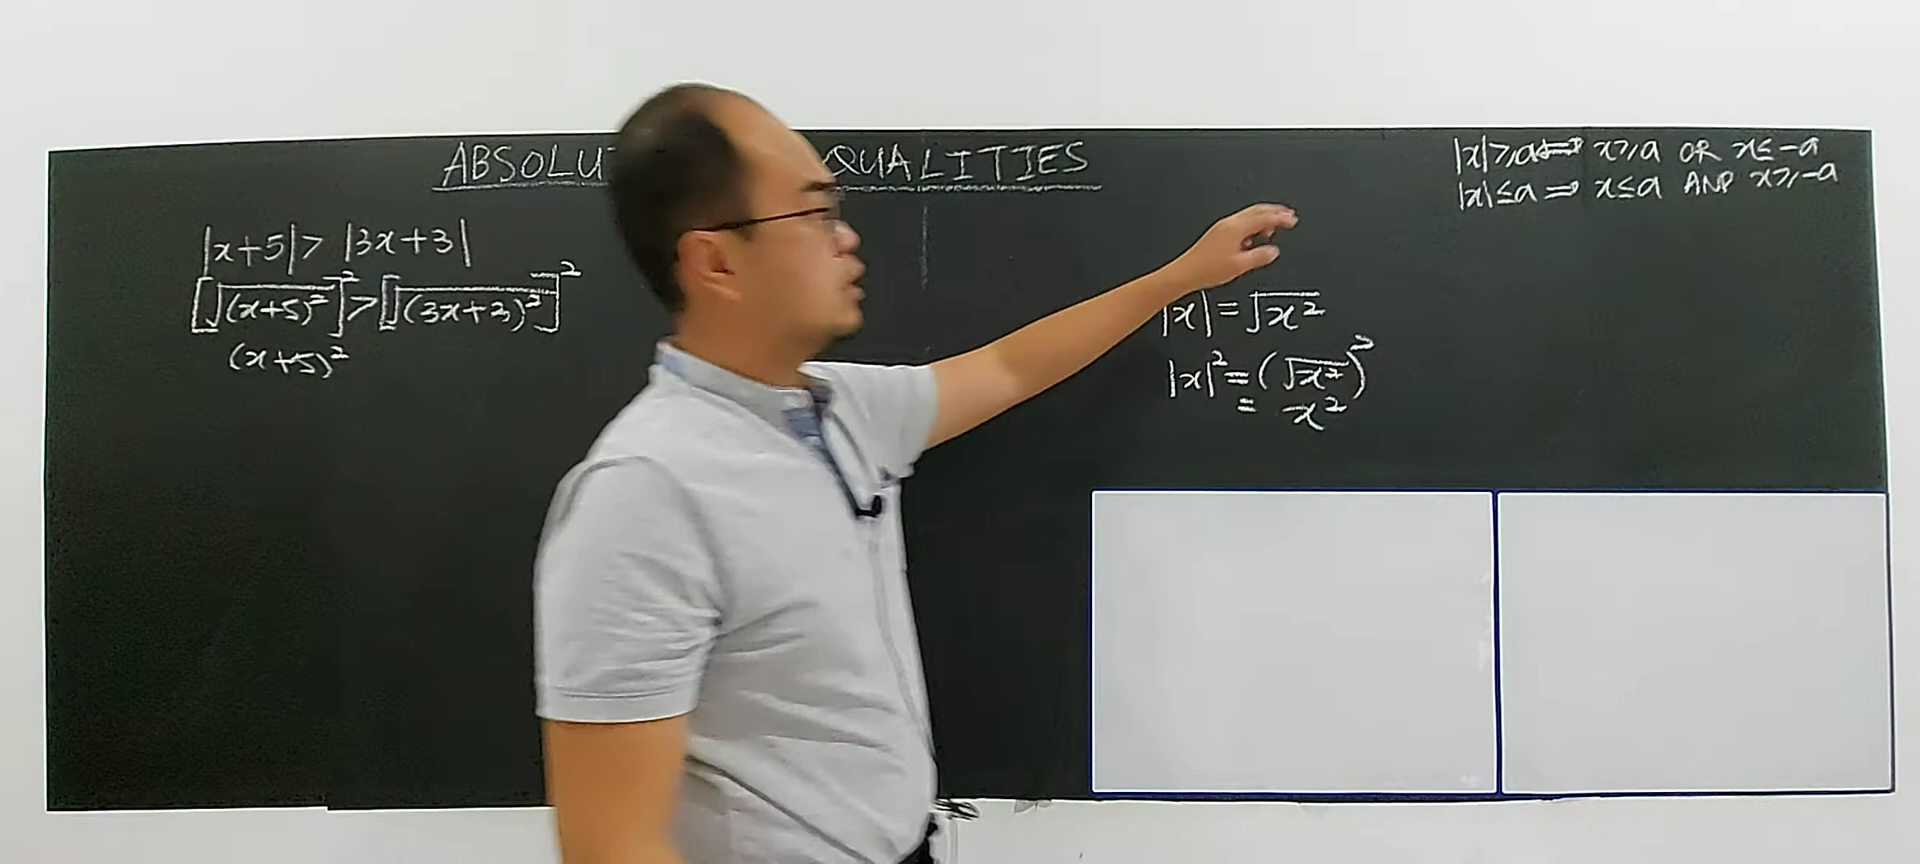 ABSOLU QUALITIES
|x+5| > |3x+3|
[√(x+5)²]² > [√(3x+3)²]²
(x+5)²
|x| = √x²
|x|² = (√x²)²
= x²
|x| ≥ a ⟺ x ≥ a OR x ≤ -a
|x| ≤ a ⟹ x ≤ a AND x ≥ -a